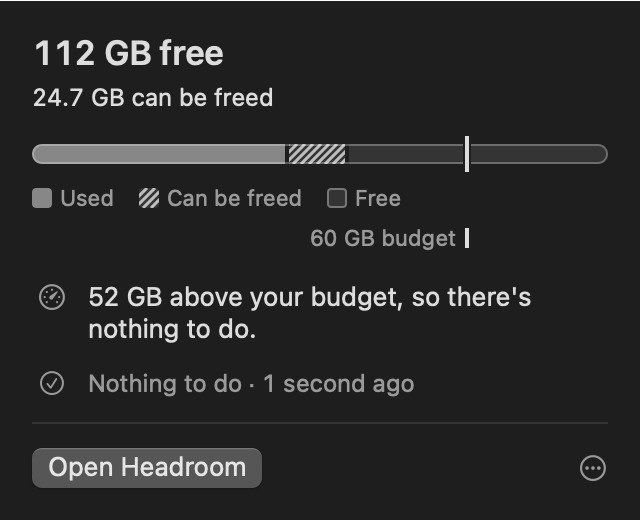 112 GB free
24.7 GB can be freed
Used Can be freed Free
60 GB budget
52 GB above your budget, so there's
nothing to do.
Nothing to do · 1 second ago
Open Headroom